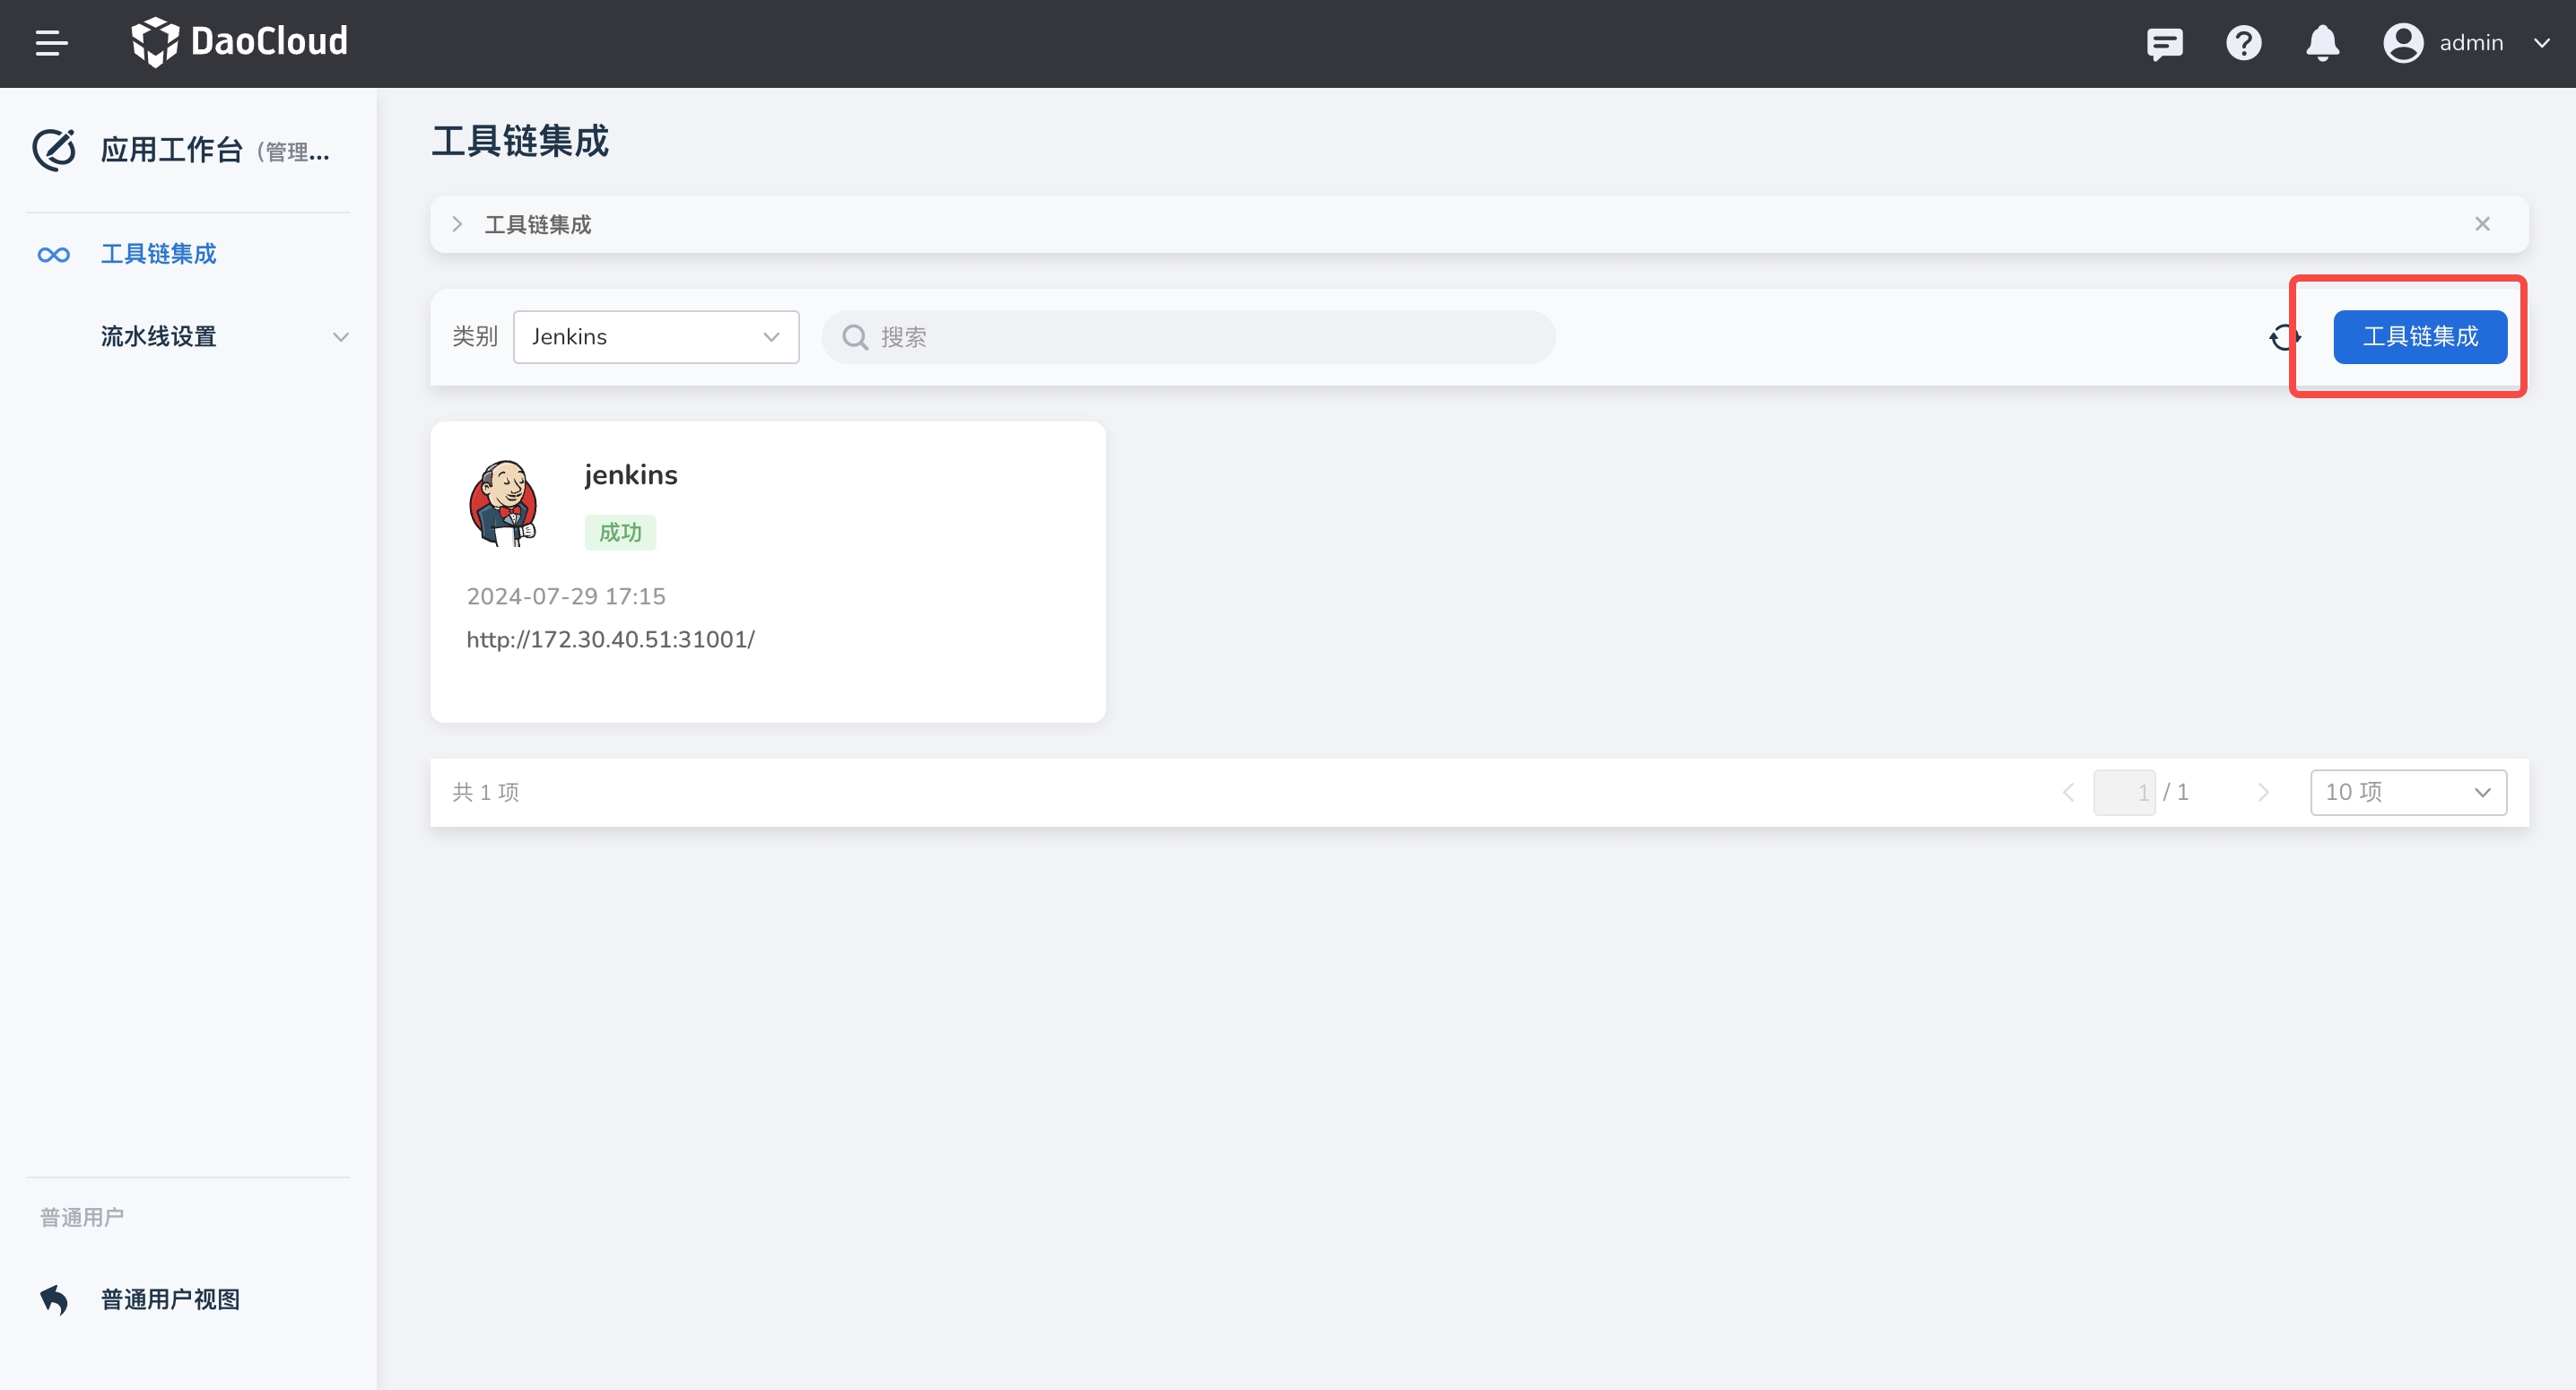 DaoCloud
admin
应用工作台（管理...
工具链集成
流水线设置
普通用户
普通用户视图
工具链集成
工具链集成
类别
Jenkins
搜索
工具链集成
jenkins
成功
2024-07-29 17:15
http://172.30.40.51:31001/
共 1 项
1 / 1
10 项